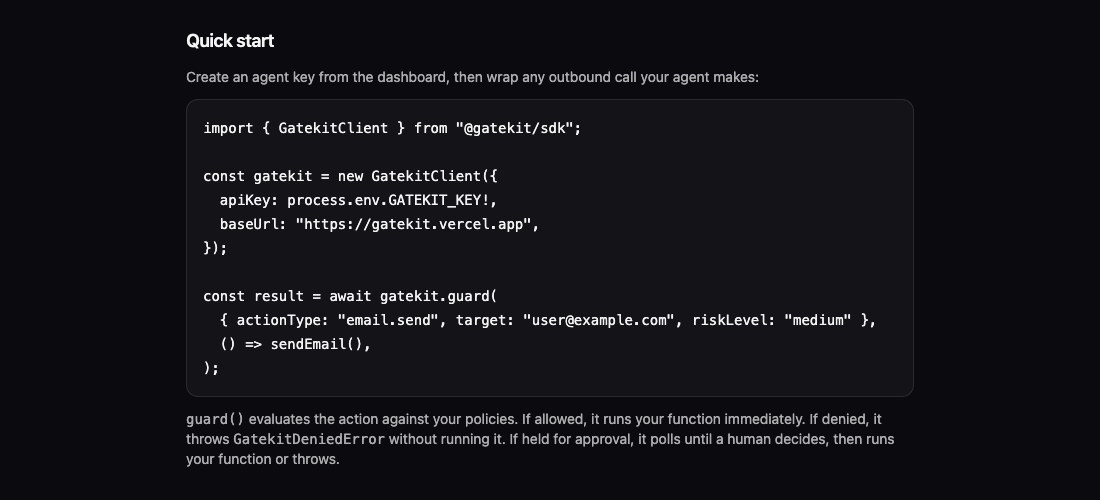 Quick start
Create an agent key from the dashboard, then wrap any outbound call your agent makes:
import { GatekitClient } from "@gatekit/sdk";
const gatekit = new GatekitClient({
  apiKey: process.env.GATEKIT_KEY!,
  baseUrl: "https://gatekit.vercel.app",
});
const result = await gatekit.guard(
  { actionType: "email.send", target: "user@example.com", riskLevel: "medium" },
  () => sendEmail(),
);
guard() evaluates the action against your policies. If allowed, it runs your function immediately. If denied, it
throws GatekitDeniedError without running it. If held for approval, it polls until a human decides, then runs
your function or throws.